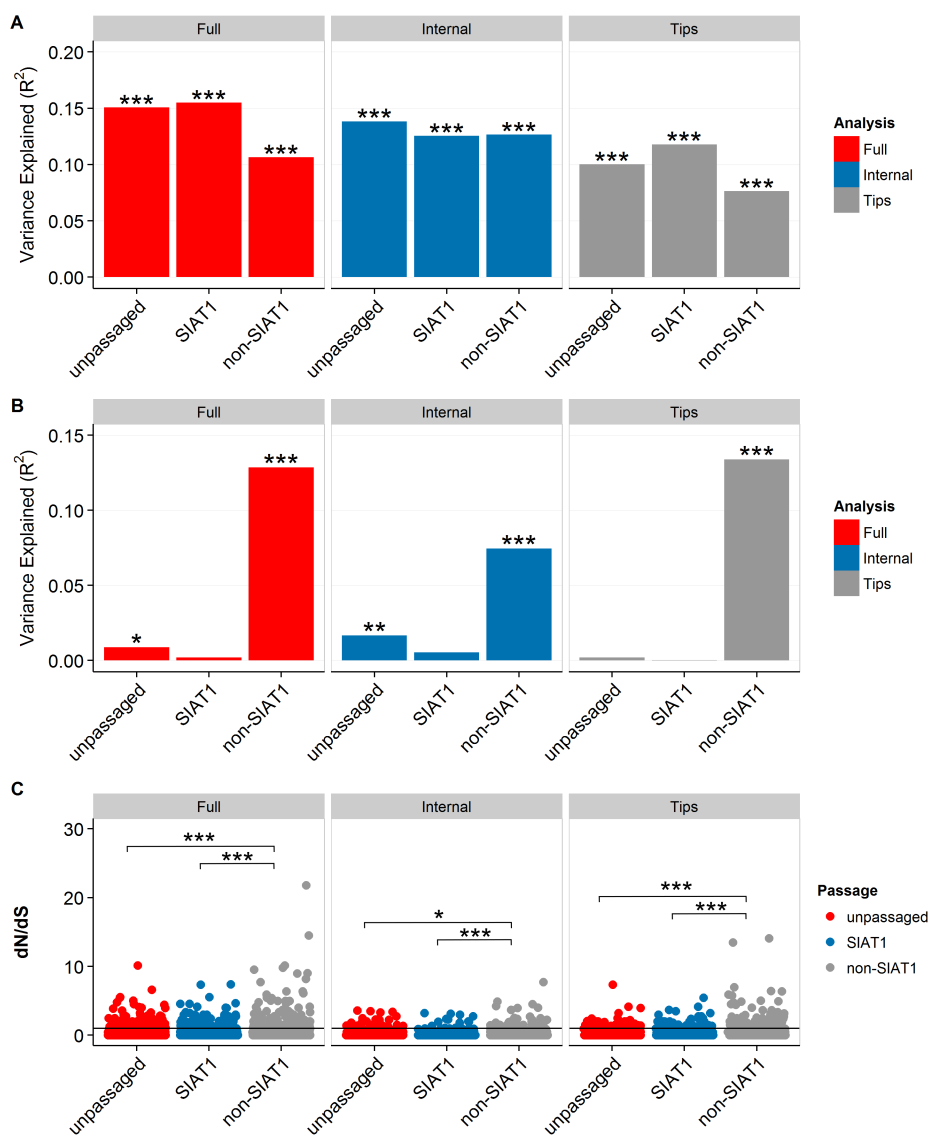 A
Full
Internal
Tips
Variance Explained (R²)
0.20
0.15
0.10
0.05
0.00
***
***
***
***
***
***
***
***
***
unpassaged
SIAT1
non-SIAT1
unpassaged
SIAT1
non-SIAT1
unpassaged
SIAT1
non-SIAT1
Analysis
Full
Internal
Tips
B
Full
Internal
Tips
Variance Explained (R²)
0.15
0.10
0.05
0.00
*
***
**
***
***
unpassaged
SIAT1
non-SIAT1
unpassaged
SIAT1
non-SIAT1
unpassaged
SIAT1
non-SIAT1
Analysis
Full
Internal
Tips
C
Full
Internal
Tips
dN/dS
30
20
10
0
***
***
*
***
***
***
unpassaged
SIAT1
non-SIAT1
unpassaged
SIAT1
non-SIAT1
unpassaged
SIAT1
non-SIAT1
Passage
unpassaged
SIAT1
non-SIAT1